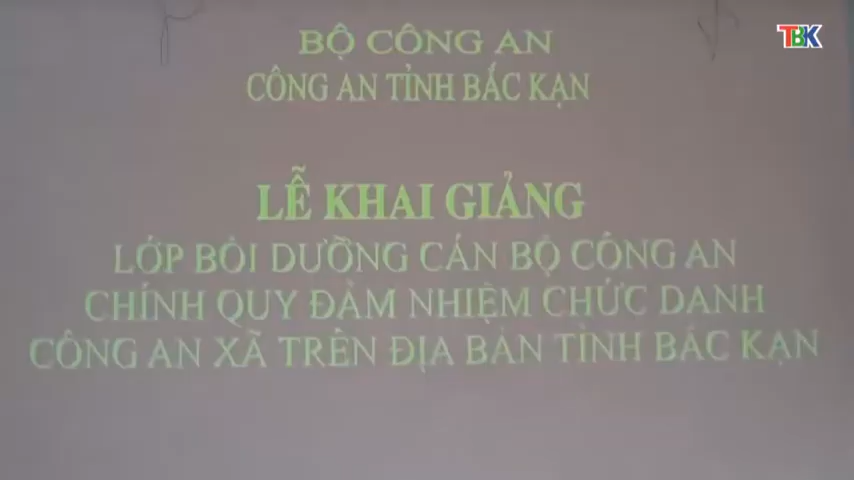 TBK
BỘ CÔNG AN
CÔNG AN TỈNH BẮC KẠN
LỄ KHAI GIẢNG
LỚP BỒI DƯỠNG CÁN BỘ CÔNG AN
CHÍNH QUY ĐẢM NHIỆM CHỨC DANH
CÔNG AN XÃ TRÊN ĐỊA BÀN TỈNH BẮC KẠN